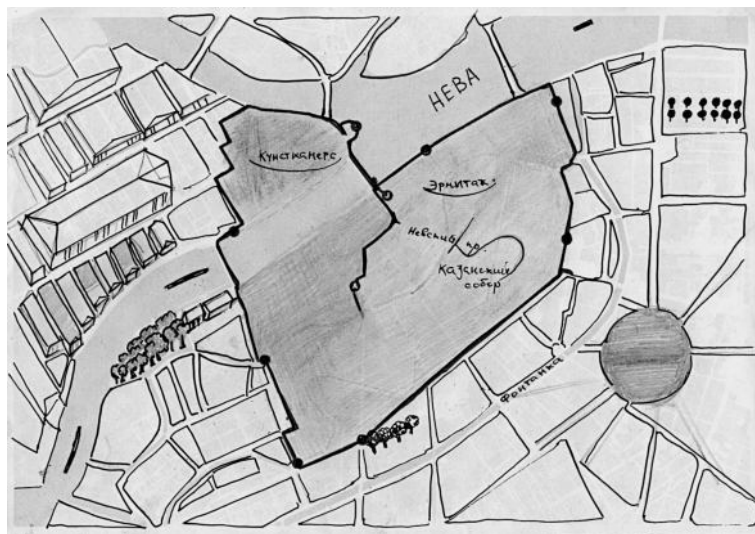 НЕВА
Кунсткамера
Эрмитаж
Невский пр.
Казанский
собор
Фонтанка